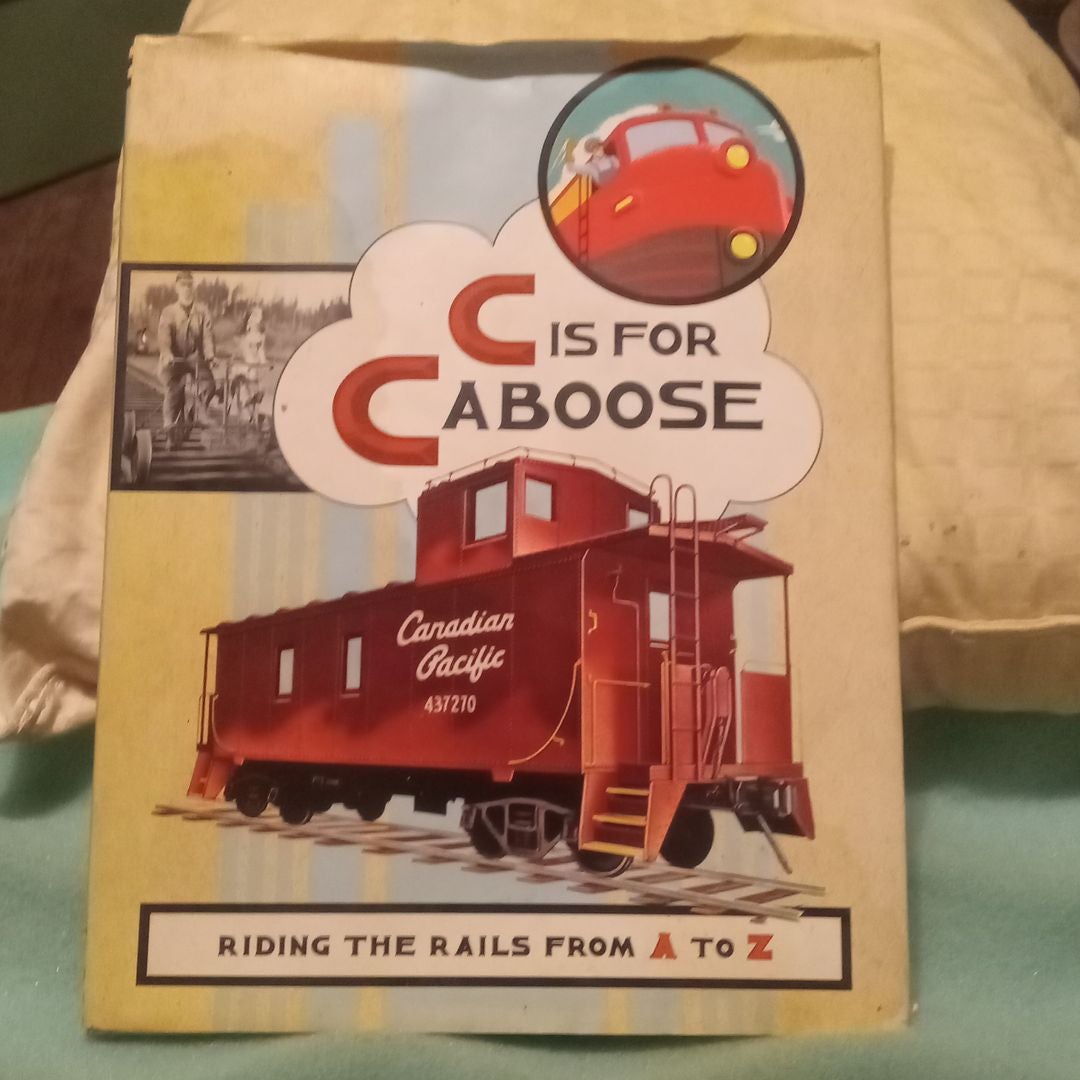 C IS FOR
CABOOSE
Canadian
Pacific
437270
RIDING THE RAILS FROM A TO Z